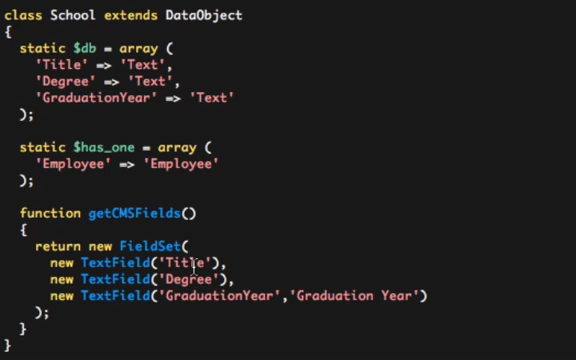 class School extends DataObject
{
static $db = array (
'Title' => 'Text',
'Degree' => 'Text',
'GraduationYear' => 'Text'
);
static $has_one = array (
'Employee' => 'Employee'
);
function getCMSFields()
{
return new FieldSet(
new TextField('Title'),
new TextField('Degree'),
new TextField('GraduationYear','Graduation Year')
);
}
}